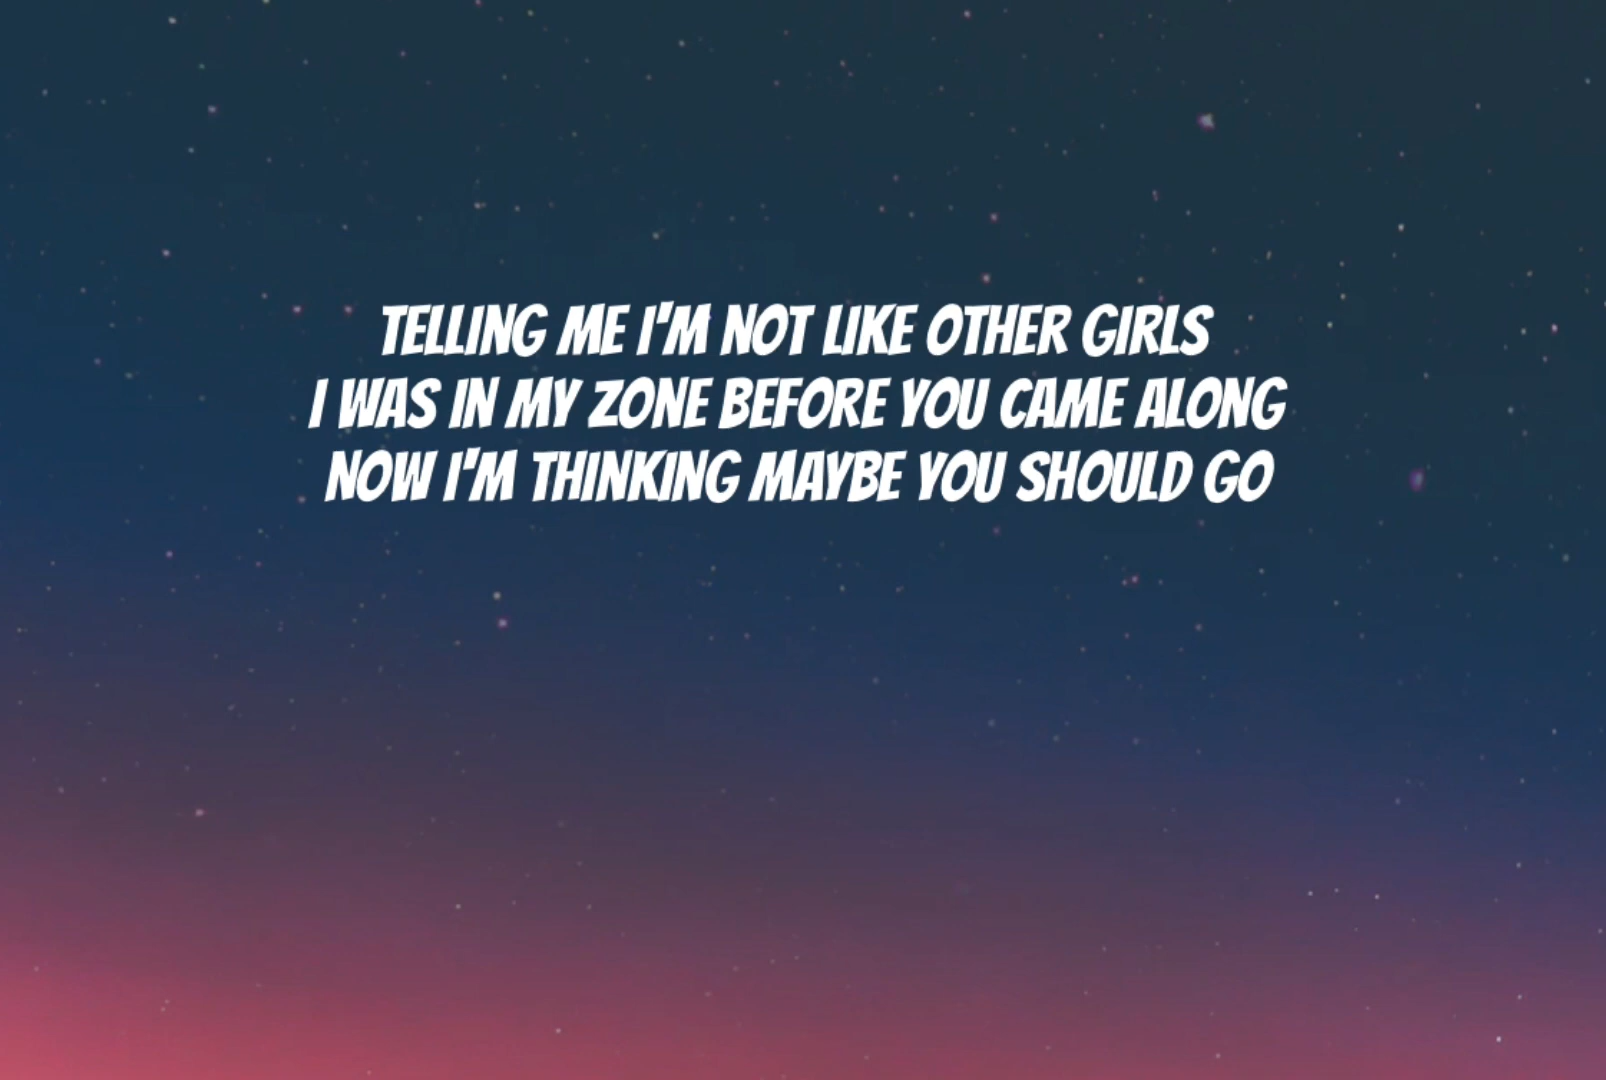 TELLING ME I'M NOT LIKE OTHER GIRLS
I WAS IN MY ZONE BEFORE YOU CAME ALONG
NOW I'M THINKING MAYBE YOU SHOULD GO